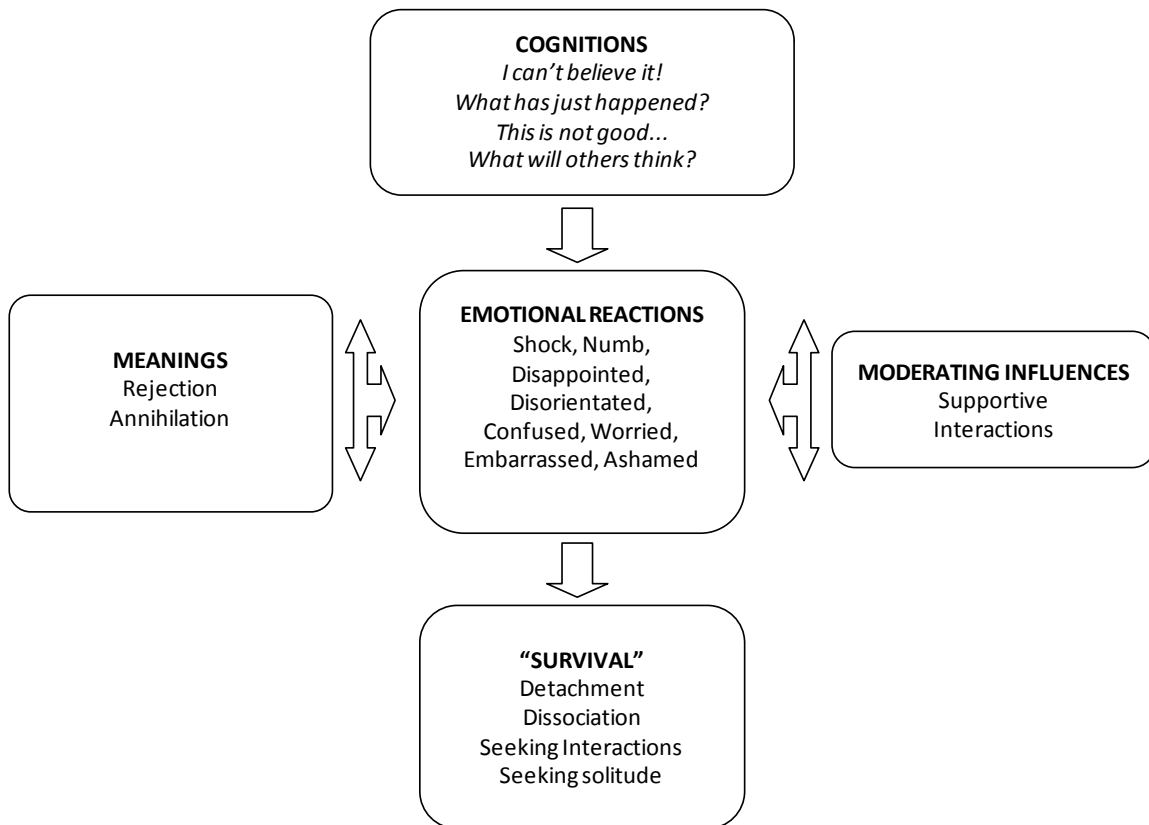 COGNITIONS
I can't believe it!
What has just happened?
This is not good...
What will others think?
MEANINGS
Rejection
Annihilation
EMOTIONAL REACTIONS
Shock, Numb,
Disappointed,
Disorientated,
Confused, Worried,
Embarrassed, Ashamed
MODERATING INFLUENCES
Supportive
Interactions
“SURVIVAL”
Detachment
Dissociation
Seeking Interactions
Seeking solitude